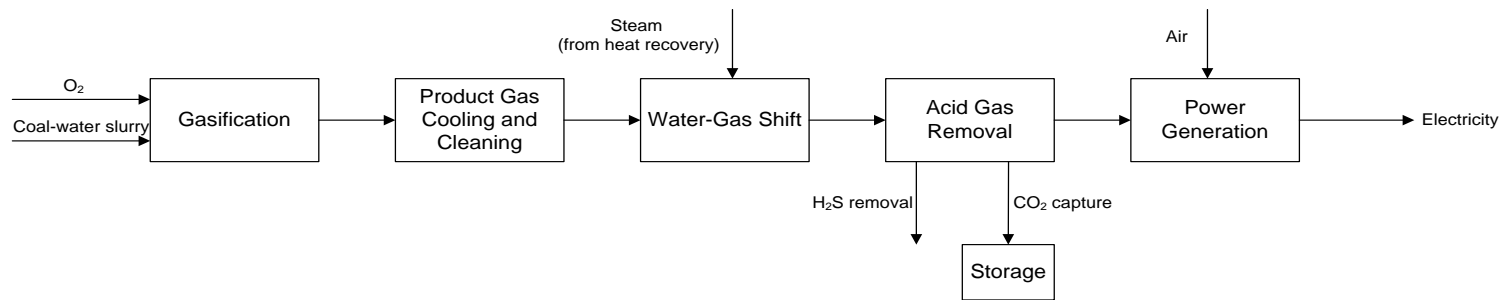 Steam
(from heat recovery)
Air
O₂
Coal-water slurry
Gasification
Product Gas
Cooling and
Cleaning
Water-Gas Shift
Acid Gas
Removal
Power
Generation
Electricity
H₂S removal
CO₂ capture
Storage